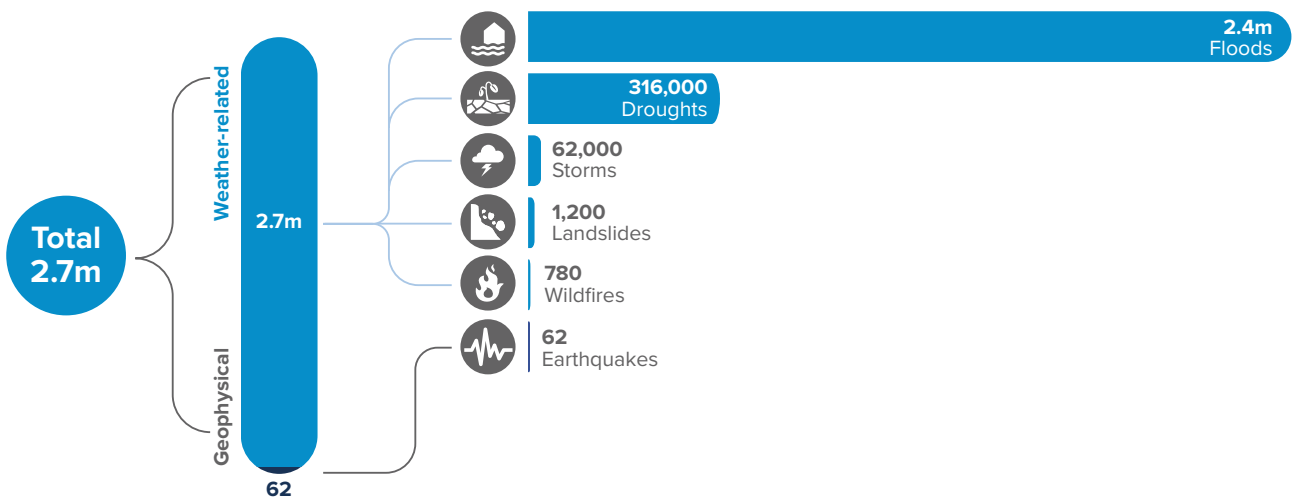 Total
2.7m
Weather-related
Geophysical
2.7m
62
2.4m
Floods
316,000
Droughts
62,000
Storms
1,200
Landslides
780
Wildfires
62
Earthquakes